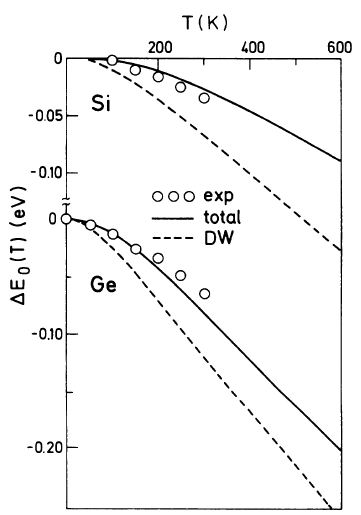 T(K)
0 200 400 600
0
-0.05
Si
-0.10
exp
total
DW
0
Ge
-0.10
-0.20
ΔE₀(T) (eV)